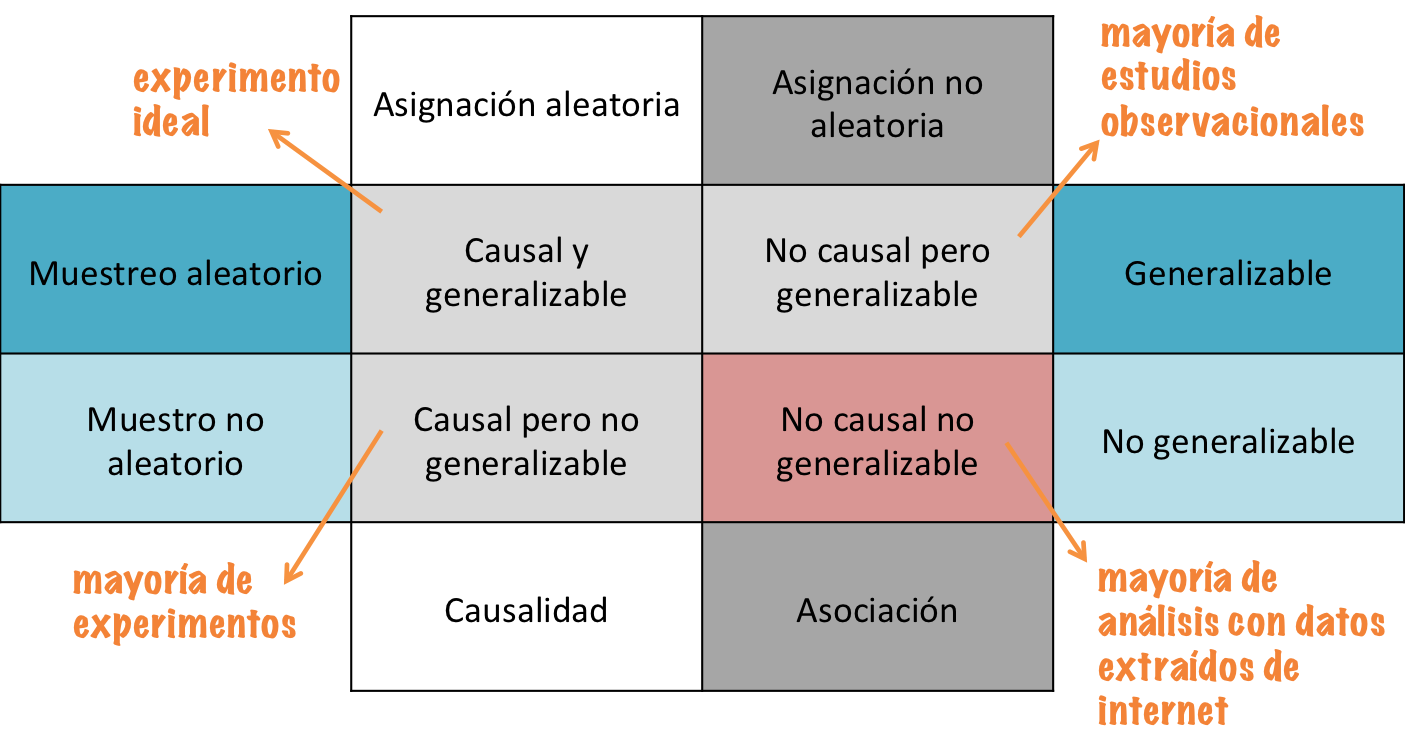 experimento
ideal
Asignación aleatoria
Asignación no
aleatoria
mayoría de
estudios
observacionales
Muestreo aleatorio
Causal y
generalizable
No causal pero
generalizable
Generalizable
Muestro no
aleatorio
Causal pero no
generalizable
No causal no
generalizable
No generalizable
mayoría de
experimentos
Causalidad
Asociación
mayoría de
análisis con datos
extraídos de
internet